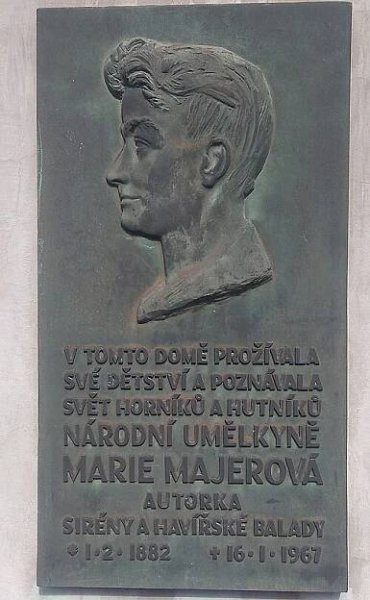 V TOMTO DOMĚ PROŽÍVALA
SVÉ DĚTSTVÍ A POZNÁVALA
SVĚT HORNÍKŮ A HUTNÍKŮ
NÁRODNÍ UMĚLKYNĚ
MARIE MAJEROVÁ
AUTORKA
SIRÉNY A HAVÍŘSKÉ BALADY
* 1·2·1882 † 16·1·1967